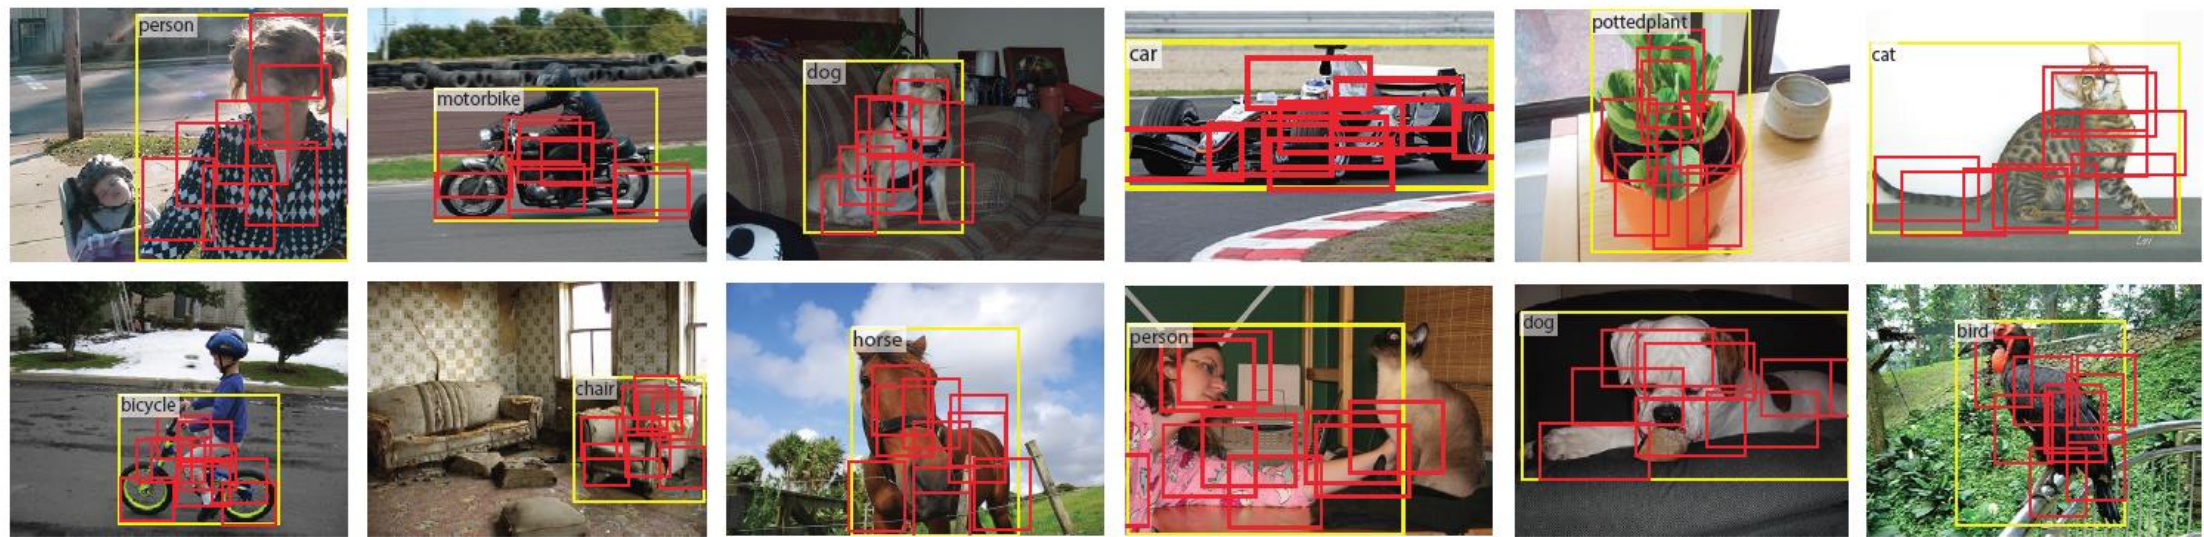 person
motorbike
dog
car
pottedplant
cat
bicycle
chair
horse
person
dog
bird